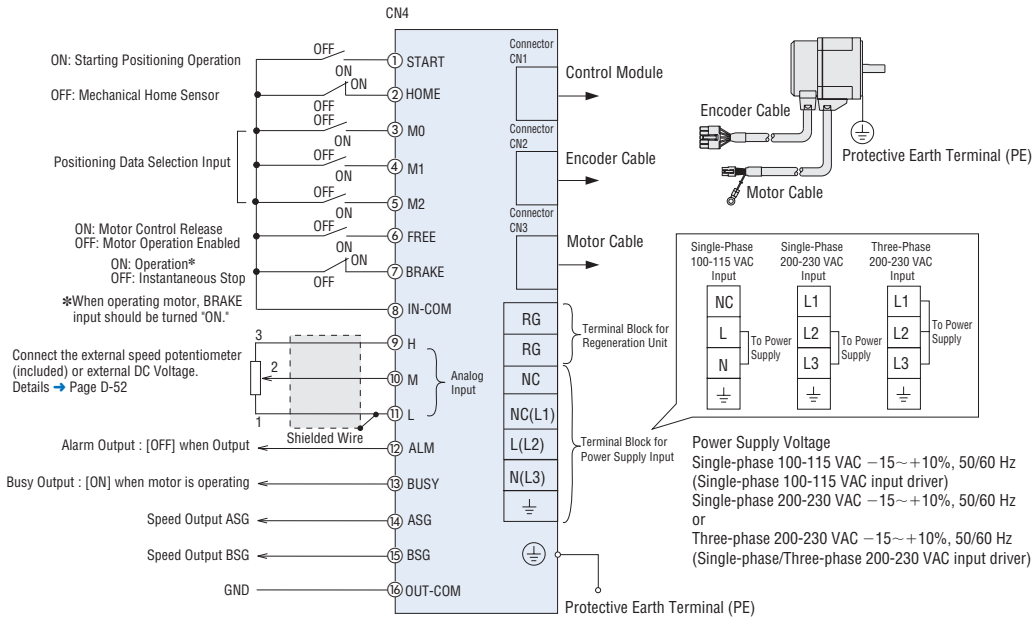 CN4
ON: Starting Positioning Operation
OFF
ON
① START
OFF: Mechanical Home Sensor
ON
OFF
② HOME
OFF
ON
③ M0
Positioning Data Selection Input
OFF
ON
④ M1
OFF
ON
⑤ M2
ON: Motor Control Release
OFF: Motor Operation Enabled
OFF
ON
⑥ FREE
ON: Operation*
OFF: Instantaneous Stop
ON
OFF
⑦ BRAKE
*When operating motor, BRAKE
input should be turned "ON."
⑧ IN-COM
Connect the external speed potentiometer
(included) or external DC Voltage.
Details → Page D-52
3
2
1
Shielded Wire
⑨ H
⑩ M
⑪ L
Analog
Input
Alarm Output : [OFF] when Output
⑫ ALM
Busy Output : [ON] when motor is operating
⑬ BUSY
Speed Output ASG
⑭ ASG
Speed Output BSG
⑮ BSG
GND
⑯ OUT-COM
Connector
CN1
Control Module
Connector
CN2
Encoder Cable
Connector
CN3
Motor Cable
RG
RG
Terminal Block for
Regeneration Unit
NC
NC(L1)
L(L2)
N(L3)
Terminal Block for
Power Supply Input
Protective Earth Terminal (PE)
Encoder Cable
Motor Cable
Protective Earth Terminal (PE)
Single-Phase
100-115 VAC
Input
NC
L
N
To Power
Supply
Single-Phase
200-230 VAC
Input
L1
L2
L3
To Power
Supply
Three-Phase
200-230 VAC
Input
L1
L2
L3
To Power
Supply
Power Supply Voltage
Single-phase 100-115 VAC −15~+10%, 50/60 Hz
(Single-phase 100-115 VAC input driver)
Single-phase 200-230 VAC −15~+10%, 50/60 Hz
or
Three-phase 200-230 VAC −15~+10%, 50/60 Hz
(Single-phase/Three-phase 200-230 VAC input driver)